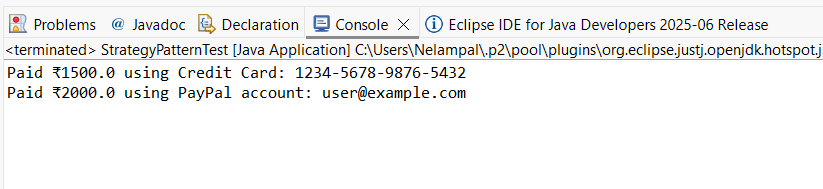 Problems @ Javadoc Declaration Console Eclipse IDE for Java Developers 2025-06 Release
<terminated> StrategyPatternTest [Java Application] C:\Users\Nelampal\.p2\pool\plugins\org.eclipse.justj.openjdk.hotspot.j
Paid ₹1500.0 using Credit Card: 1234-5678-9876-5432
Paid ₹2000.0 using PayPal account: user@example.com